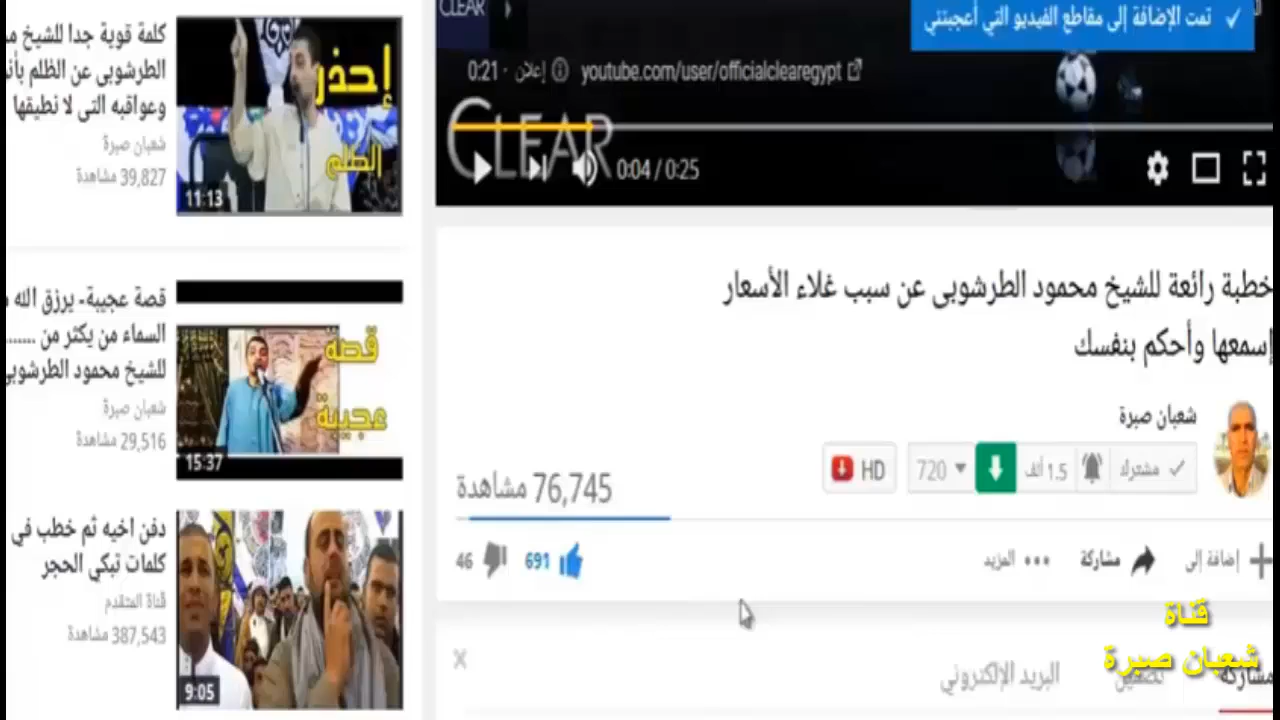 CLEAR
تمت الإضافة إلى مقاطع الفيديو التي أعجبتني
youtube.com/user/officialclearegypt
إعلان · 0:21
CLEAR
0:04 / 0:25
خطبة رائعة للشيخ محمود الطرشوبى عن سبب غلاء الأسعار
إسمعها وأحكم بنفسك
شعبان صبرة
مشترك
1.5 ألف
720
HD
76,745 مشاهدة
إضافة إلى
مشاركة
المزيد
691
46
مشاركة
تضمين
البريد الإلكتروني
قناة
شعبان صبرة
كلمة قوية جدا للشيخ
الطرشوبى عن الظلم
وعواقبه التى لا نطيقها
شعبان صبرة
39,827 مشاهدة
إحذر
الظلم
11:13
قصة عجيبة- يرزق الله
السماء من يكثر من .......
للشيخ محمود الطرشوبى
شعبان صبرة
29,516 مشاهدة
قصة
عجيبة
15:37
دفن اخيه ثم خطب في
كلمات تبكي الحجر
قناة المتقدم
387,543 مشاهدة
9:05